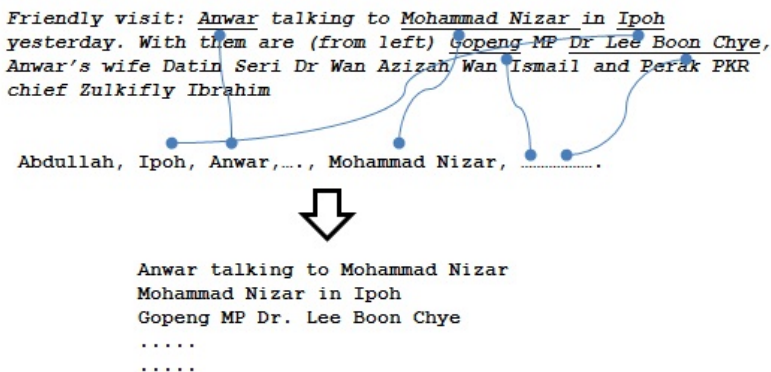 Friendly visit: Anwar talking to Mohammad Nizar in Ipoh
yesterday. With them are (from left) Gopeng MP Dr Lee Boon Chye,
Anwar's wife Datin Seri Dr Wan Azizah Wan Ismail and Perak PKR
chief Zulkifly Ibrahim
Abdullah, Ipoh, Anwar,…., Mohammad Nizar, ………………….
Anwar talking to Mohammad Nizar
Mohammad Nizar in Ipoh
Gopeng MP Dr. Lee Boon Chye
.....
.....